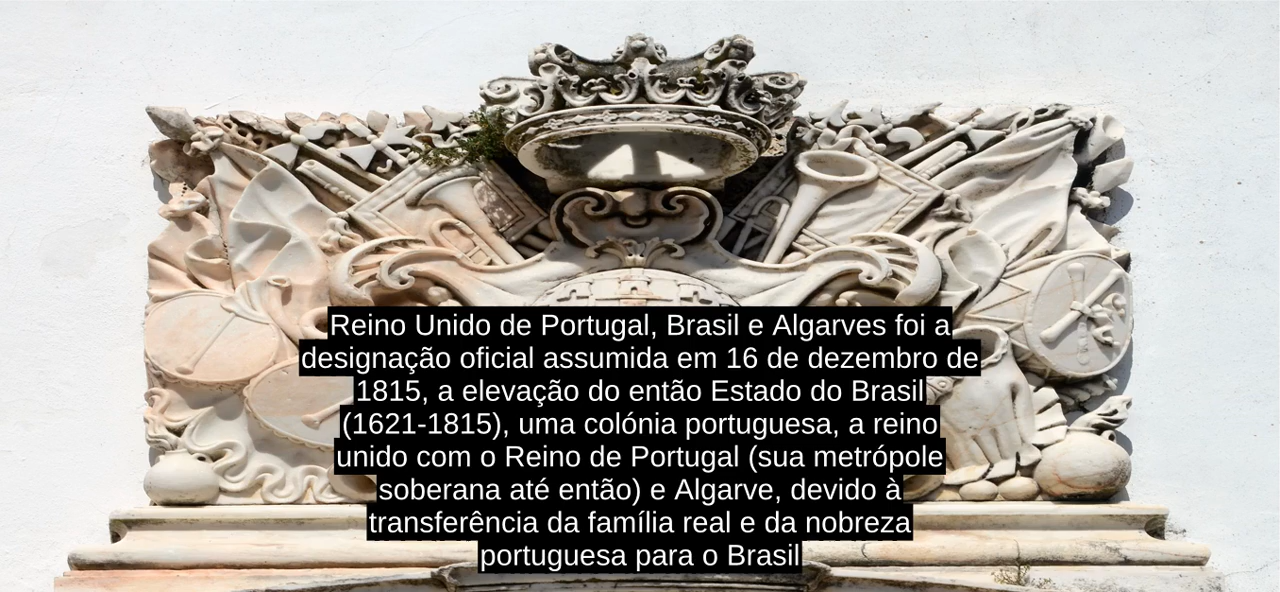 Reino Unido de Portugal, Brasil e Algarves foi a
designação oficial assumida em 16 de dezembro de
1815, a elevação do então Estado do Brasil
(1621-1815), uma colónia portuguesa, a reino
unido com o Reino de Portugal (sua metrópole
soberana até então) e Algarve, devido à
transferência da família real e da nobreza
portuguesa para o Brasil